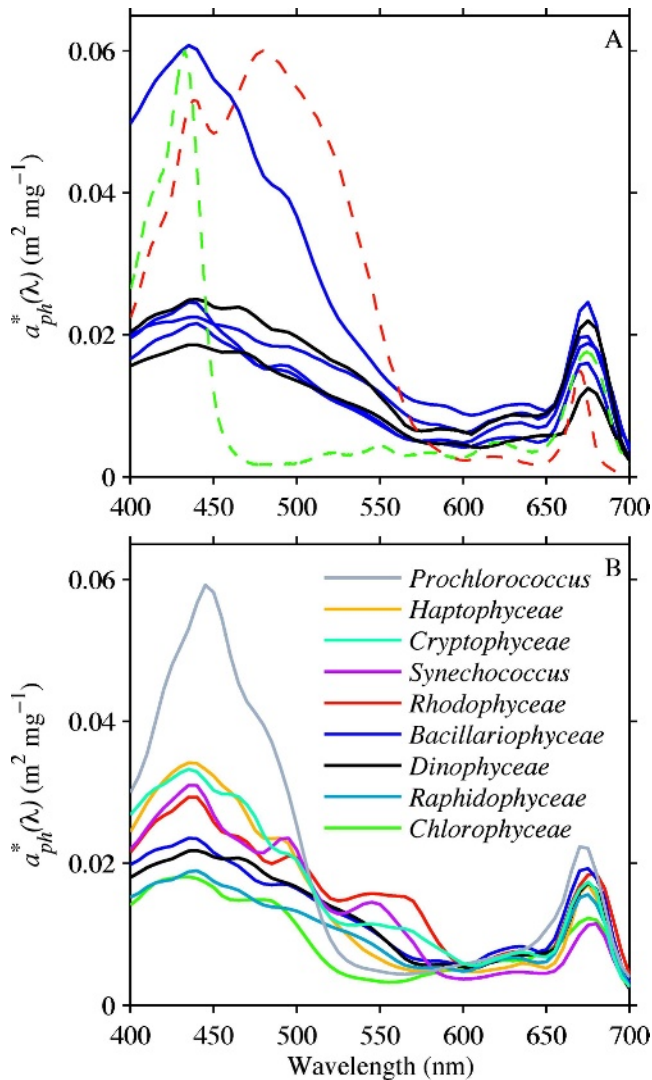 A
0.06
0.04
0.02
0
a*ph(λ) (m² mg⁻¹)
400 450 500 550 600 650 700
B
0.06
0.04
0.02
0
a*ph(λ) (m² mg⁻¹)
Prochlorococcus
Haptophyceae
Cryptophyceae
Synechococcus
Rhodophyceae
Bacillariophyceae
Dinophyceae
Raphidophyceae
Chlorophyceae
400 450 500 550 600 650 700
Wavelength (nm)